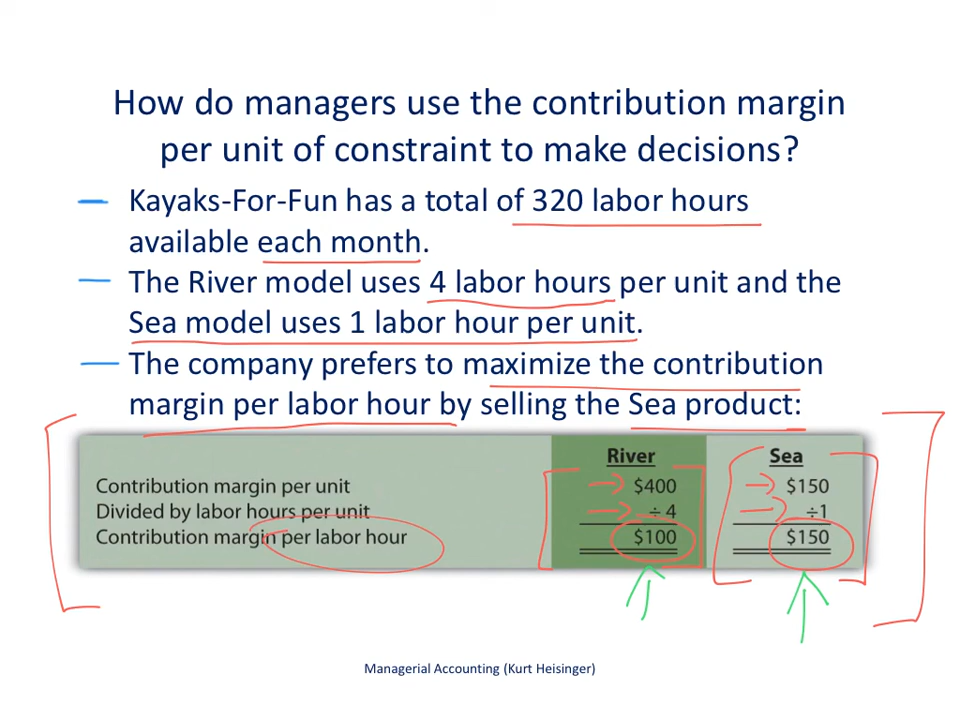 How do managers use the contribution margin
per unit of constraint to make decisions?
Kayaks-For-Fun has a total of 320 labor hours
available each month.
The River model uses 4 labor hours per unit and the
Sea model uses 1 labor hour per unit.
The company prefers to maximize the contribution
margin per labor hour by selling the Sea product:
River Sea
Contribution margin per unit $400 $150
Divided by labor hours per unit ÷ 4 ÷1
Contribution margin per labor hour $100 $150
Managerial Accounting (Kurt Heisinger)